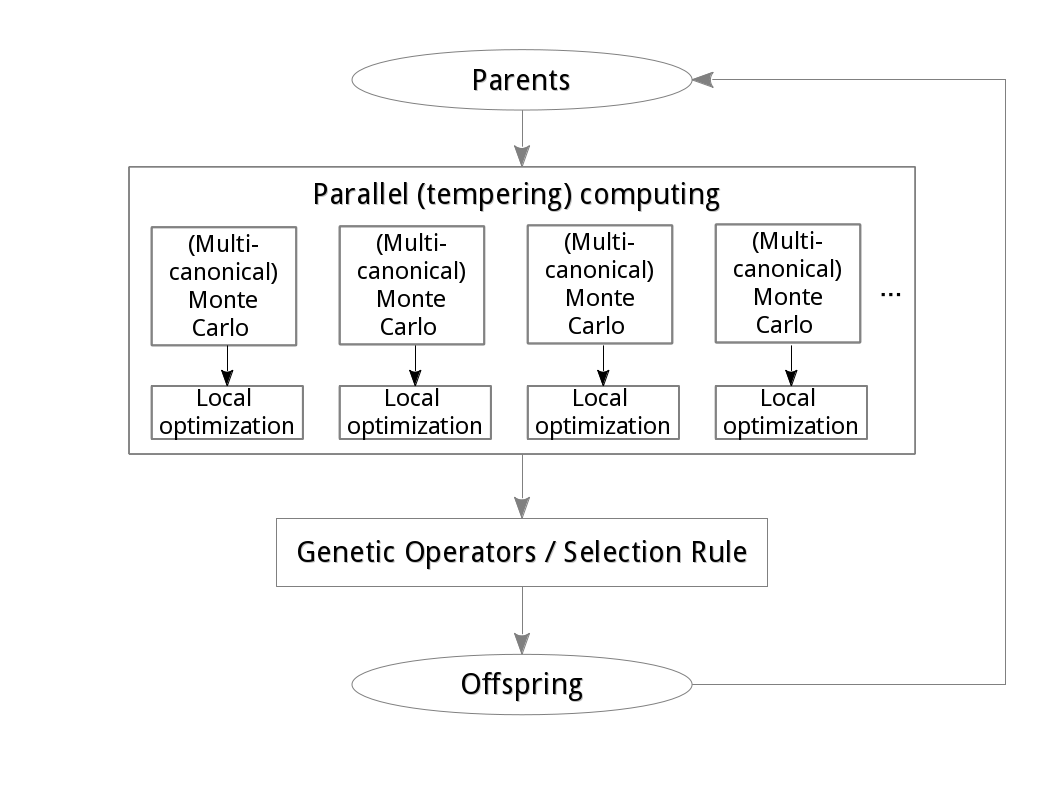 Parents
Parallel (tempering) computing
(Multi-
canonical)
Monte
Carlo
(Multi-
canonical)
Monte
Carlo
(Multi-
canonical)
Monte
Carlo
(Multi-
canonical)
Monte
Carlo
...
Local
optimization
Local
optimization
Local
optimization
Local
optimization
Genetic Operators / Selection Rule
Offspring